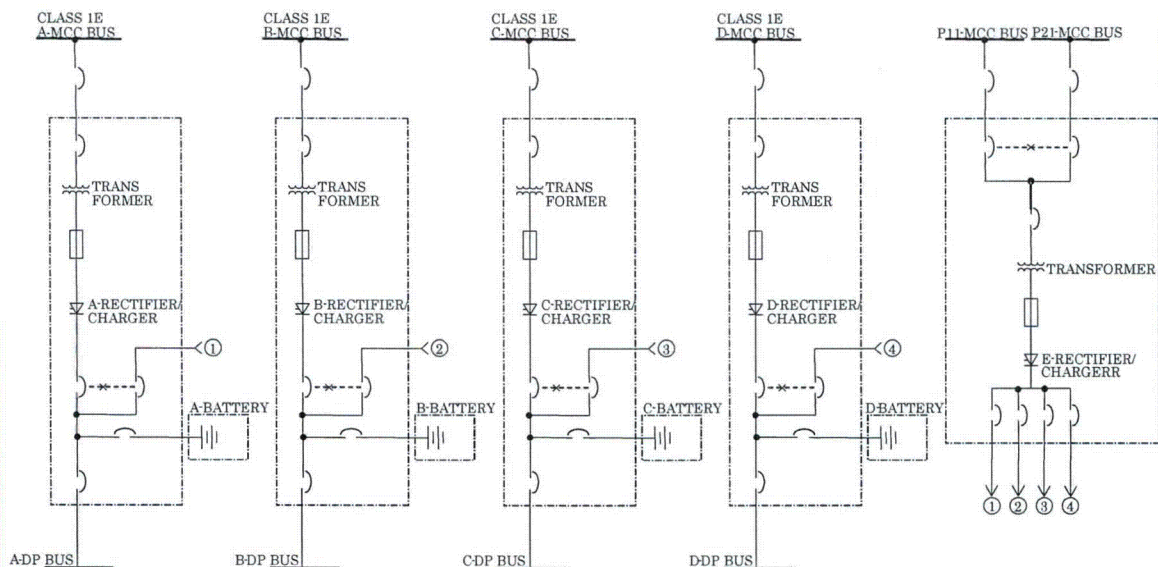 CLASS 1E
A-MCC BUS
CLASS 1E
B-MCC BUS
CLASS 1E
C-MCC BUS
CLASS 1E
D-MCC BUS
P11-MCC BUS
P21-MCC BUS
TRANS
FORMER
TRANS
FORMER
TRANS
FORMER
TRANS
FORMER
TRANSFORMER
A-RECTIFIER/
CHARGER
B-RECTIFIER/
CHARGER
C-RECTIFIER/
CHARGER
D-RECTIFIER/
CHARGER
E-RECTIFIER/
CHARGERR
1
2
3
4
A-BATTERY
B-BATTERY
C-BATTERY
D-BATTERY
1
2
3
4
A-DP BUS
B-DP BUS
C-DP BUS
D-DP BUS